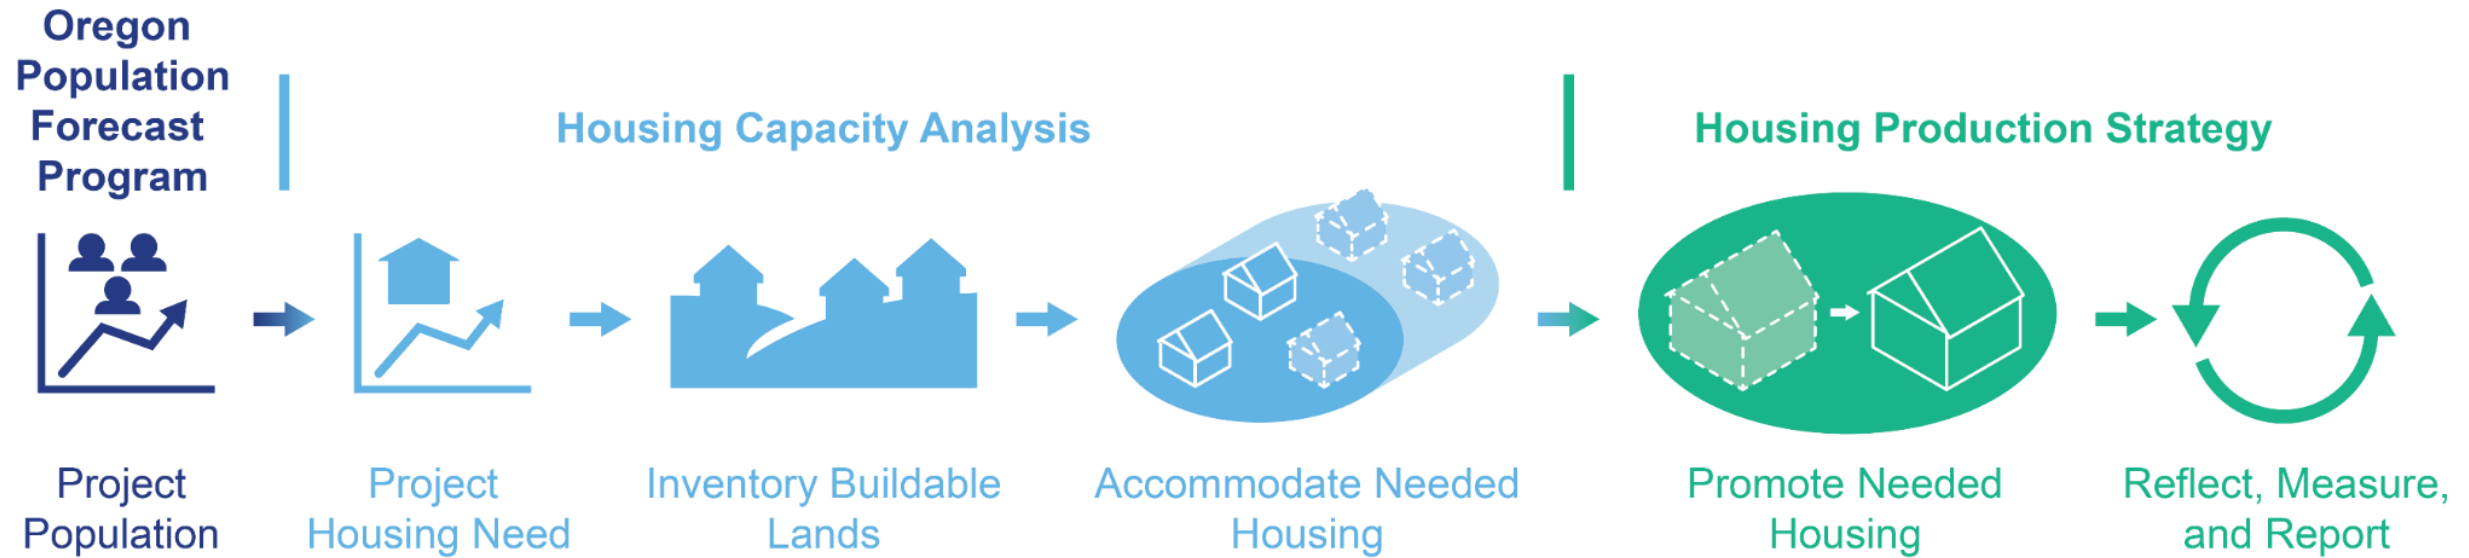 Oregon
Population
Forecast
Program
Housing Capacity Analysis
Housing Production Strategy
Project
Population
Project
Housing Need
Inventory Buildable
Lands
Accommodate Needed
Housing
Promote Needed
Housing
Reflect, Measure,
and Report